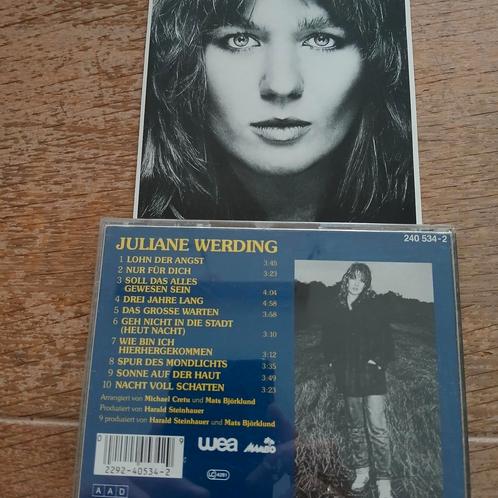 240 534-2
JULIANE WERDING
1 LOHN DER ANGST 3:45
2 NUR FÜR DICH 3:23
3 SOLL DAS ALLES
GEWESEN SEIN 4:04
4 DREI JAHRE LANG 4:58
5 DAS GROSSE WARTEN 3:58
6 GEH NICHT IN DIE STADT
(HEUT NACHT) 3:10
7 WIE BIN ICH
HIERHERGEKOMMEN 3:12
8 SPUR DES MONDLICHTS 3:35
9 SONNE AUF DER HAUT 3:49
10 NACHT VOLL SCHATTEN 3:23
Arrangiert von Michael Cretu und Mats Björklund
Produziert von Harald Steinhauer
9 produziert von Harald Steinhauer und Mats Björklund
0 9
2292-40534-2
wea
MAMBO
LC 4281
A A D